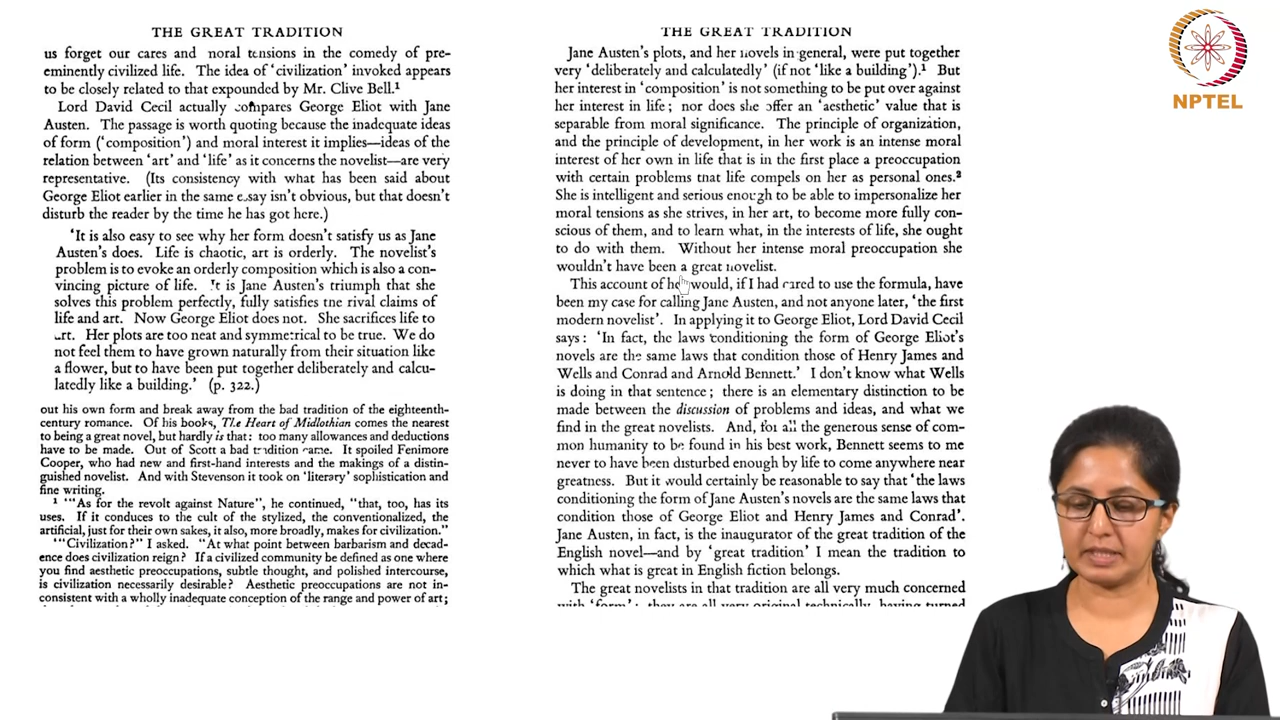 THE GREAT TRADITION
us forget our cares and moral tensions in the comedy of pre-
eminently civilized life. The idea of 'civilization' invoked appears
to be closely related to that expounded by Mr. Clive Bell.¹
Lord David Cecil actually compares George Eliot with Jane
Austen. The passage is worth quoting because the inadequate ideas
of form ('composition') and moral interest it implies—ideas of the
relation between 'art' and 'life' as it concerns the novelist—are very
representative. (Its consistency with what has been said about
George Eliot earlier in the same essay isn't obvious, but that doesn't
disturb the reader by the time he has got here.)
'It is also easy to see why her form doesn't satisfy us as Jane
Austen's does. Life is chaotic, art is orderly. The novelist's
problem is to evoke an orderly composition which is also a con-
vincing picture of life. It is Jane Austen's triumph that she
solves this problem perfectly, fully satisfies the rival claims of
life and art. Now George Eliot does not. She sacrifices life to
art. Her plots are too neat and symmetrical to be true. We do
not feel them to have grown naturally from their situation like
a flower, but to have been put together deliberately and calcu-
latedly like a building.' (p. 322.)
out his own form and break away from the bad tradition of the eighteenth-
century romance. Of his books, The Heart of Midlothian comes the nearest
to being a great novel, but hardly is that: too many allowances and deductions
have to be made. Out of Scott a bad tradition came. It spoiled Fenimore
Cooper, who had new and first-hand interests and the makings of a distin-
guished novelist. And with Stevenson it took on 'literary' sophistication and
fine writing.
¹ "'As for the revolt against Nature", he continued, "that, too, has its
uses. If it conduces to the cult of the stylized, the conventionalized, the
artificial, just for their own sakes, it also, more broadly, makes for civilization."
'"Civilization?" I asked. "At what point between barbarism and decad-
ence does civilization reign? If a civilized community be defined as one where
you find aesthetic preoccupations, subtle thought, and polished intercourse,
is civilization necessarily desirable? Aesthetic preoccupations are not in-
consistent with a wholly inadequate conception of the range and power of art;
THE GREAT TRADITION
Jane Austen's plots, and her novels in general, were put together
very 'deliberately and calculatedly' (if not 'like a building').¹ But
her interest in 'composition' is not something to be put over against
her interest in life; nor does she offer an 'aesthetic' value that is
separable from moral significance. The principle of organization,
and the principle of development, in her work is an intense moral
interest of her own in life that is in the first place a preoccupation
with certain problems that life compels on her as personal ones.²
She is intelligent and serious enough to be able to impersonalize her
moral tensions as she strives, in her art, to become more fully con-
scious of them, and to learn what, in the interests of life, she ought
to do with them. Without her intense moral preoccupation she
wouldn't have been a great novelist.
This account of her would, if I had cared to use the formula, have
been my case for calling Jane Austen, and not anyone later, 'the first
modern novelist'. In applying it to George Eliot, Lord David Cecil
says: 'In fact, the laws conditioning the form of George Eliot's
novels are the same laws that condition those of Henry James and
Wells and Conrad and Arnold Bennett.' I don't know what Wells
is doing in that sentence; there is an elementary distinction to be
made between the discussion of problems and ideas, and what we
find in the great novelists. And, for all the generous sense of com-
mon humanity to be found in his best work, Bennett seems to me
never to have been disturbed enough by life to come anywhere near
greatness. But it would certainly be reasonable to say that 'the laws
conditioning the form of Jane Austen's novels are the same laws that
condition those of George Eliot and Henry James and Conrad'.
Jane Austen, in fact, is the inaugurator of the great tradition of the
English novel—and by 'great tradition' I mean the tradition to
which what is great in English fiction belongs.
The great novelists in that tradition are all very much concerned
with 'form'; they are all very original technically, having turned
NPTEL